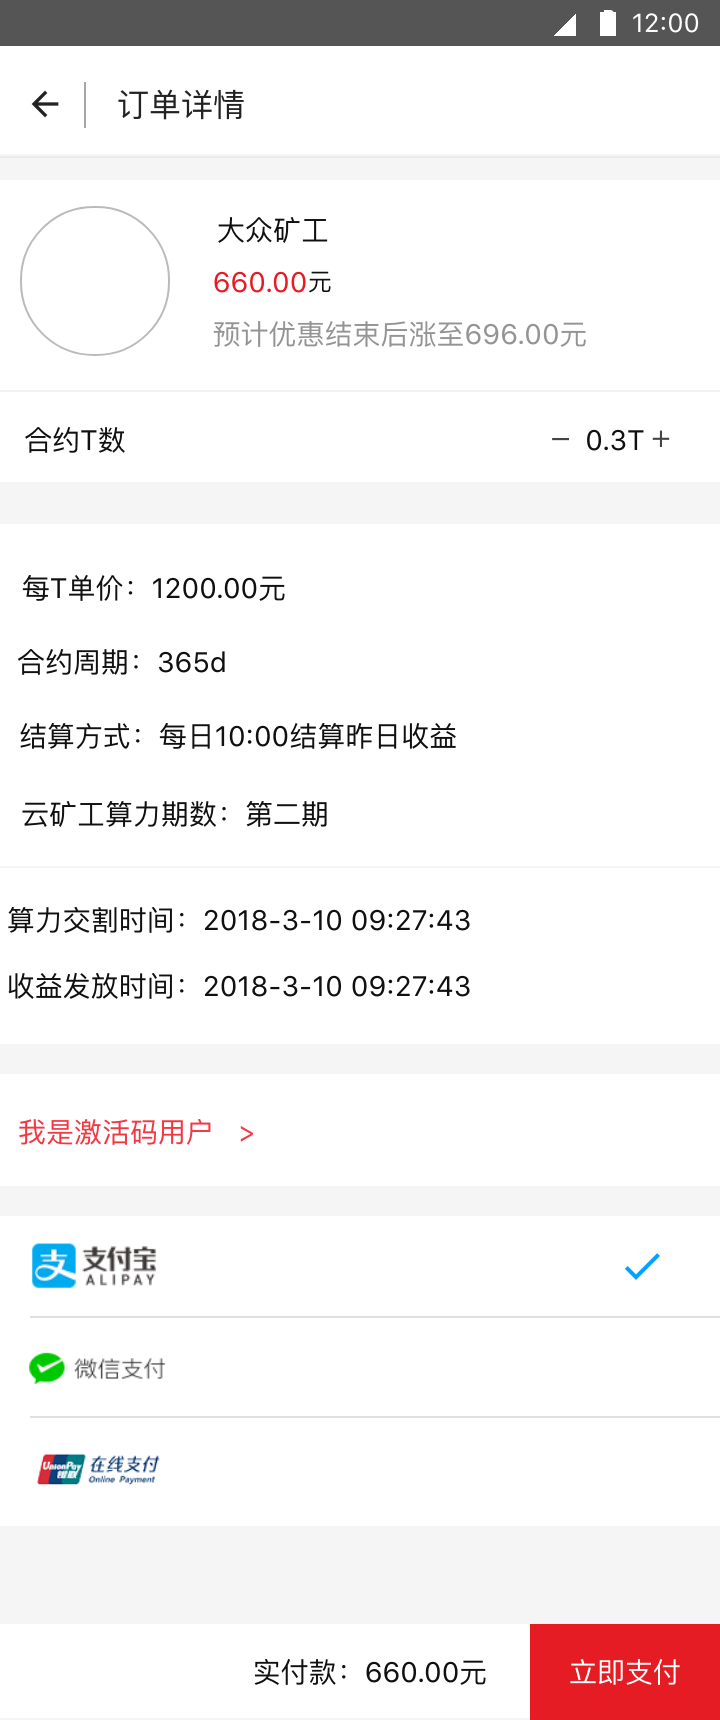 12:00
订单详情
大众矿工
660.00元
预计优惠结束后涨至696.00元
合约T数 − 0.3T +
每T单价：1200.00元
合约周期：365d
结算方式：每日10:00结算昨日收益
云矿工算力期数：第二期
算力交割时间：2018-3-10 09:27:43
收益发放时间：2018-3-10 09:27:43
我是激活码用户 >
支 支付宝
ALIPAY
微信支付
UnionPay 在线支付
银联 Online Payment
实付款：660.00元 立即支付